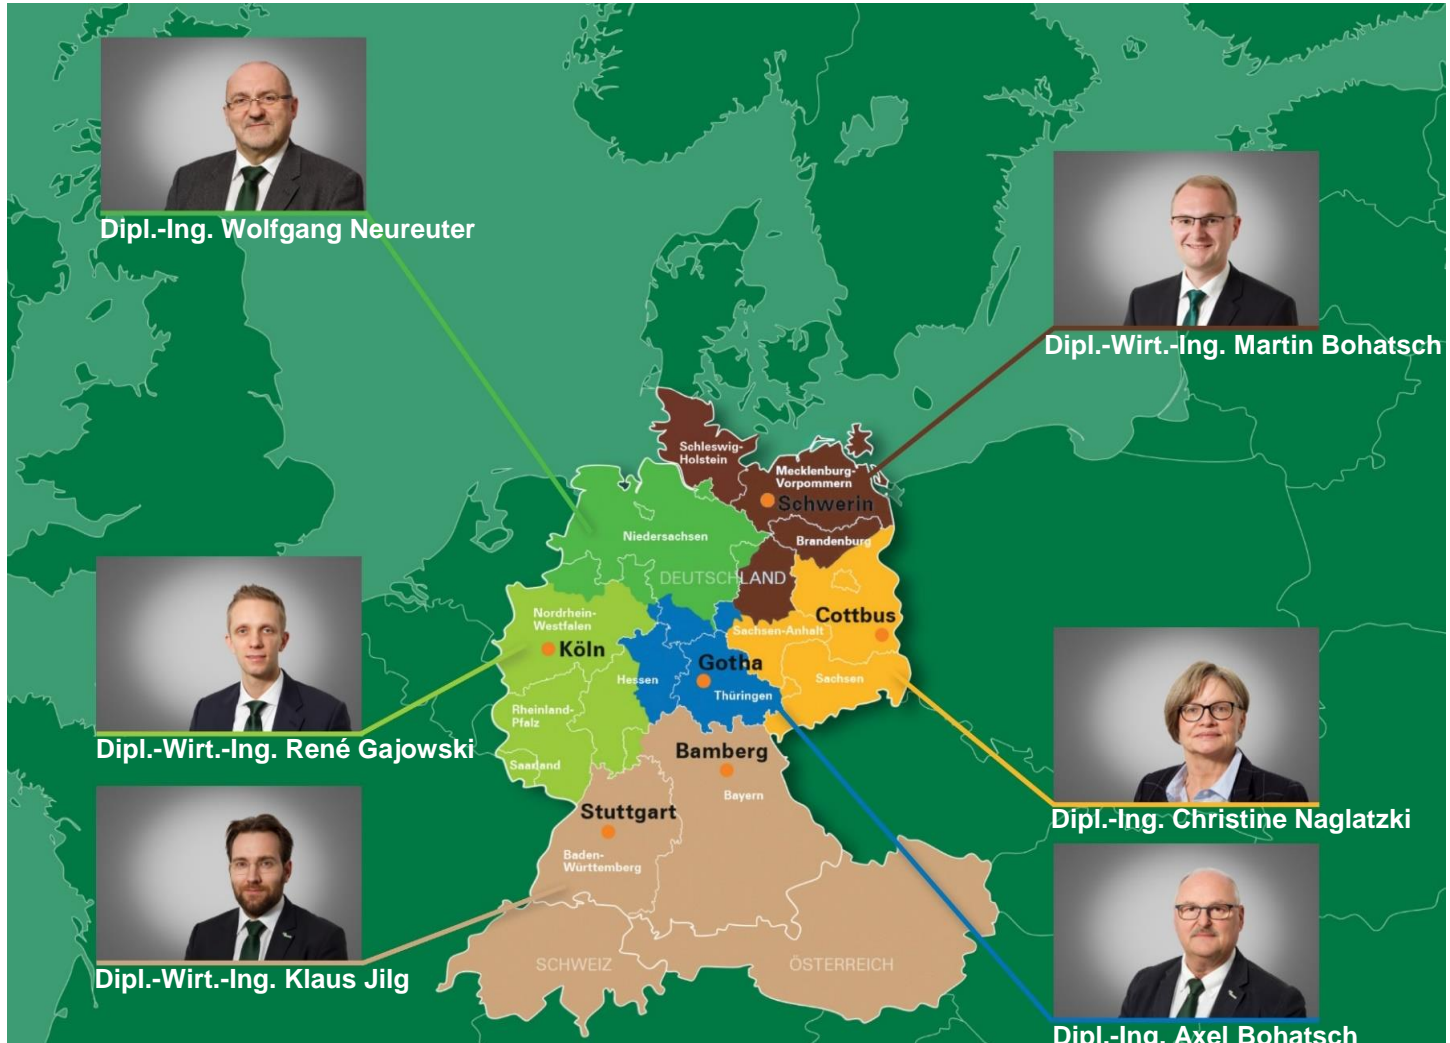 Dipl.-Ing. Wolfgang Neureuter
Dipl.-Wirt.-Ing. Martin Bohatsch
Schleswig-
Holstein
Mecklenburg-
Vorpommern
Schwerin
Niedersachsen
Brandenburg
DEUTSCHLAND
Nordrhein-
Westfalen
Cottbus
Sachsen-Anhalt
Köln
Gotha
Hessen
Sachsen
Thüringen
Rheinland-
Pfalz
Dipl.-Wirt.-Ing. René Gajowski
Bamberg
Saarland
Bayern
Stuttgart
Dipl.-Ing. Christine Naglatzki
Baden-
Württemberg
SCHWEIZ
ÖSTERREICH
Dipl.-Wirt.-Ing. Klaus Jilg
Dipl.-Ing. Axel Bohatsch